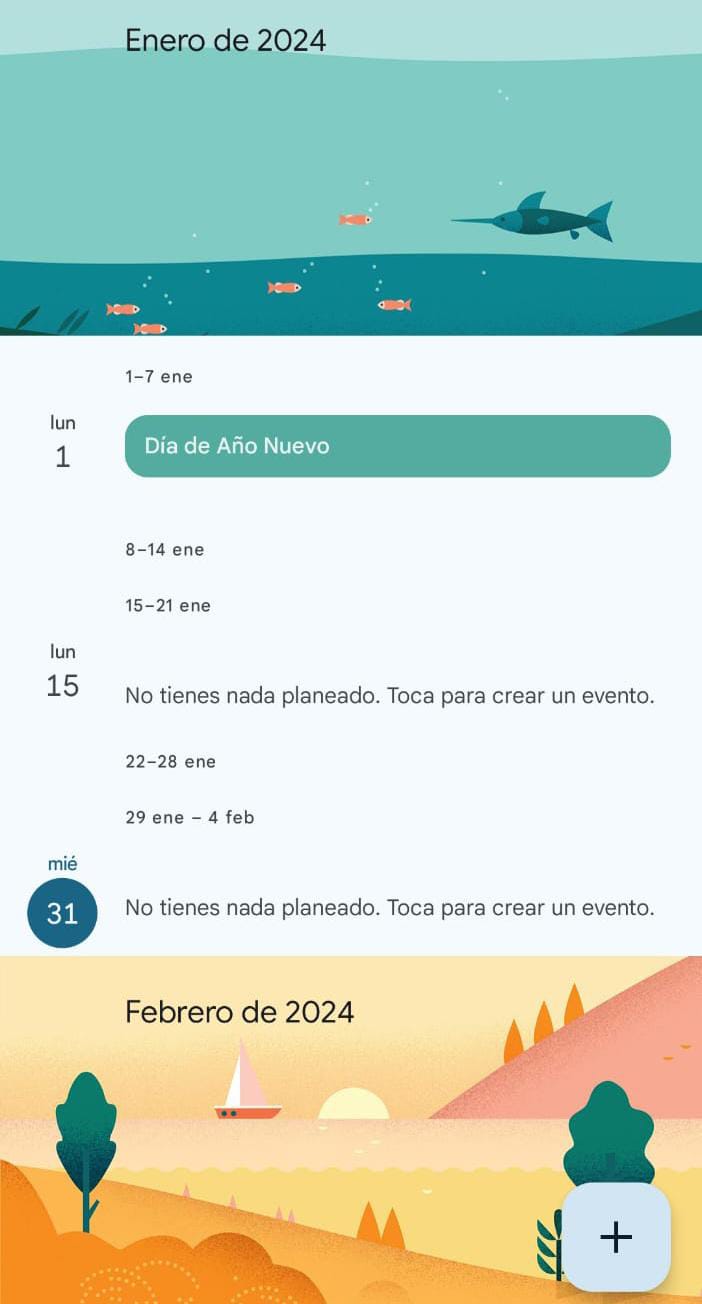 Enero de 2024
1–7 ene
lun
1
Día de Año Nuevo
8–14 ene
15–21 ene
lun
15
No tienes nada planeado. Toca para crear un evento.
22–28 ene
29 ene – 4 feb
mié
31
No tienes nada planeado. Toca para crear un evento.
Febrero de 2024
+